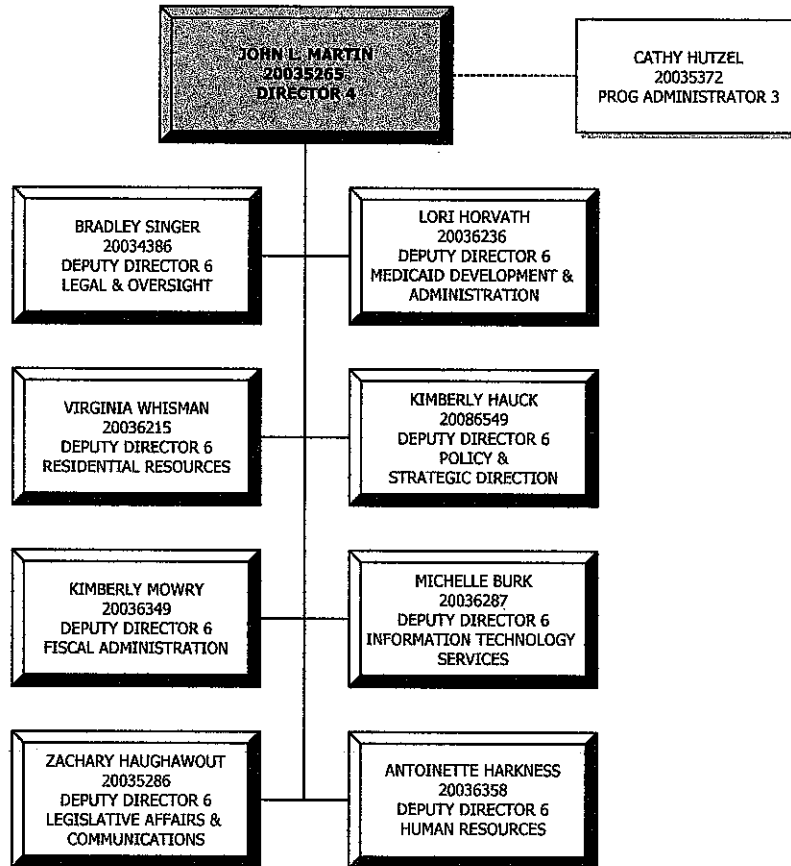 JOHN L. MARTIN
20035265
DIRECTOR 4
CATHY HUTZEL
20035372
PROG ADMINISTRATOR 3
BRADLEY SINGER
20034386
DEPUTY DIRECTOR 6
LEGAL & OVERSIGHT
LORI HORVATH
20036236
DEPUTY DIRECTOR 6
MEDICAID DEVELOPMENT &
ADMINISTRATION
VIRGINIA WHISMAN
20036215
DEPUTY DIRECTOR 6
RESIDENTIAL RESOURCES
KIMBERLY HAUCK
20086549
DEPUTY DIRECTOR 6
POLICY &
STRATEGIC DIRECTION
KIMBERLY MOWRY
20036349
DEPUTY DIRECTOR 6
FISCAL ADMINISTRATION
MICHELLE BURK
20036287
DEPUTY DIRECTOR 6
INFORMATION TECHNOLOGY
SERVICES
ZACHARY HAUGHAWOUT
20035286
DEPUTY DIRECTOR 6
LEGISLATIVE AFFAIRS &
COMMUNICATIONS
ANTOINETTE HARKNESS
20036358
DEPUTY DIRECTOR 6
HUMAN RESOURCES